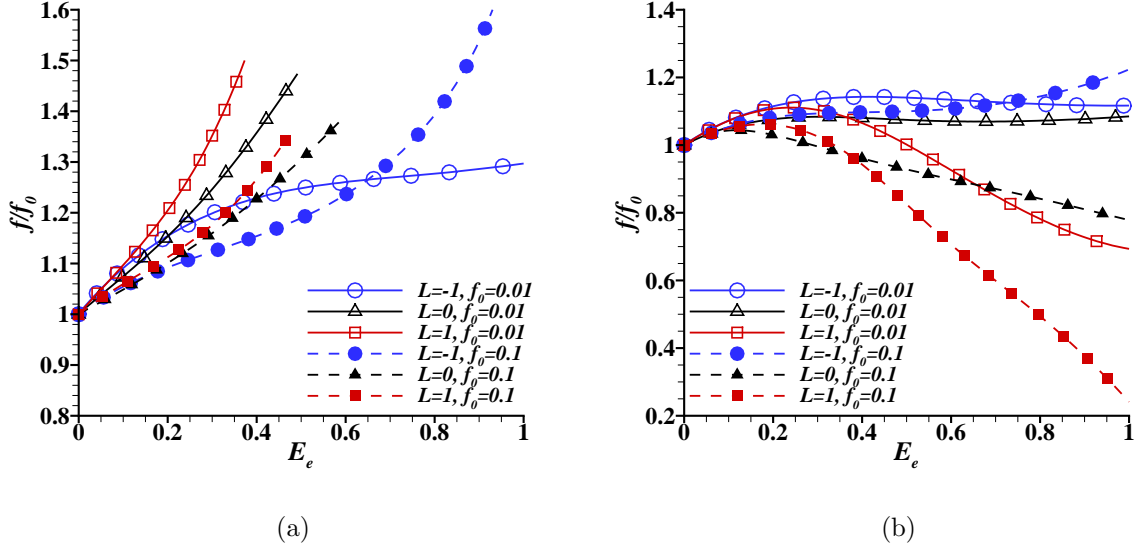 f/f0
1.6
1.5
1.4
1.3
1.2
1.1
1
0.9
0.8
0 0.2 0.4 0.6 0.8 1
Ee
L=-1, f0=0.01
L=0, f0=0.01
L=1, f0=0.01
L=-1, f0=0.1
L=0, f0=0.1
L=1, f0=0.1
(a)
f/f0
1.4
1.2
1
0.8
0.6
0.4
0.2
0 0.2 0.4 0.6 0.8 1
Ee
L=-1, f0=0.01
L=0, f0=0.01
L=1, f0=0.01
L=-1, f0=0.1
L=0, f0=0.1
L=1, f0=0.1
(b)